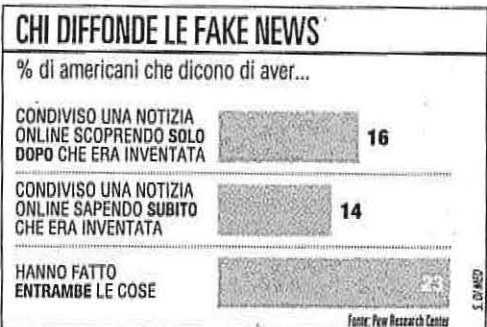 CHI DIFFONDE LE FAKE NEWS
% di americani che dicono di aver...
CONDIVISO UNA NOTIZIA
ONLINE SCOPRENDO SOLO
DOPO CHE ERA INVENTATA
16
CONDIVISO UNA NOTIZIA
ONLINE SAPENDO SUBITO
CHE ERA INVENTATA
14
HANNO FATTO
ENTRAMBE LE COSE
23
Fonte: Pew Research Center